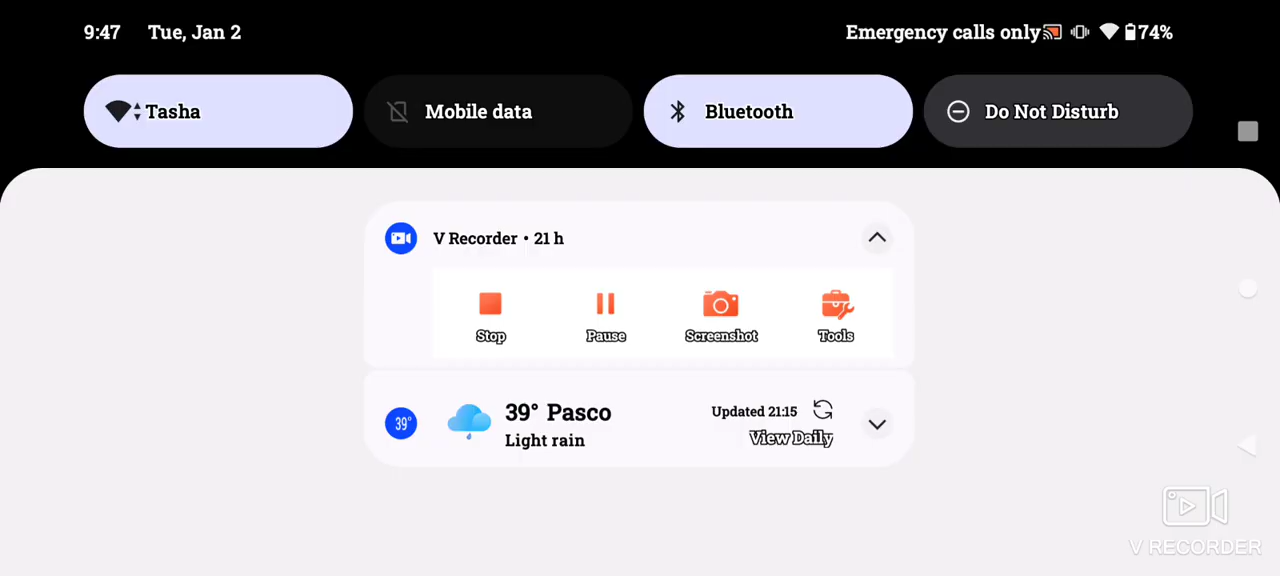 9:47 Tue, Jan 2 Emergency calls only 74%
Tasha Mobile data Bluetooth Do Not Disturb
V Recorder • 21 h
Stop Pause Screenshot Tools
39° 39° Pasco Updated 21:15
Light rain View Daily
V RECORDER